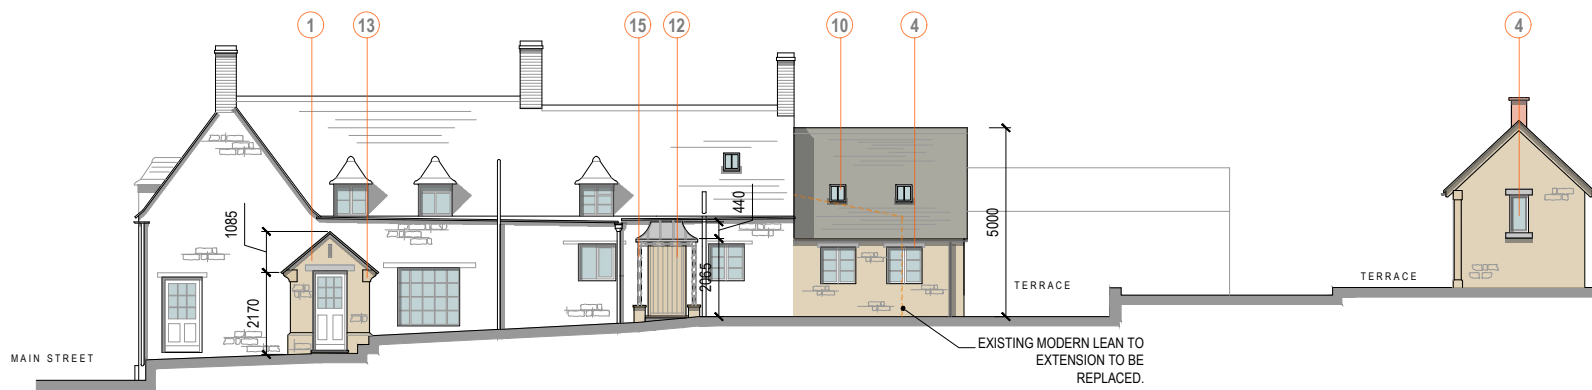 1
13
15
12
10
4
4
1085
2170
440
2065
5000
MAIN STREET
TERRACE
TERRACE
EXISTING MODERN LEAN TO
EXTENSION TO BE
REPLACED.